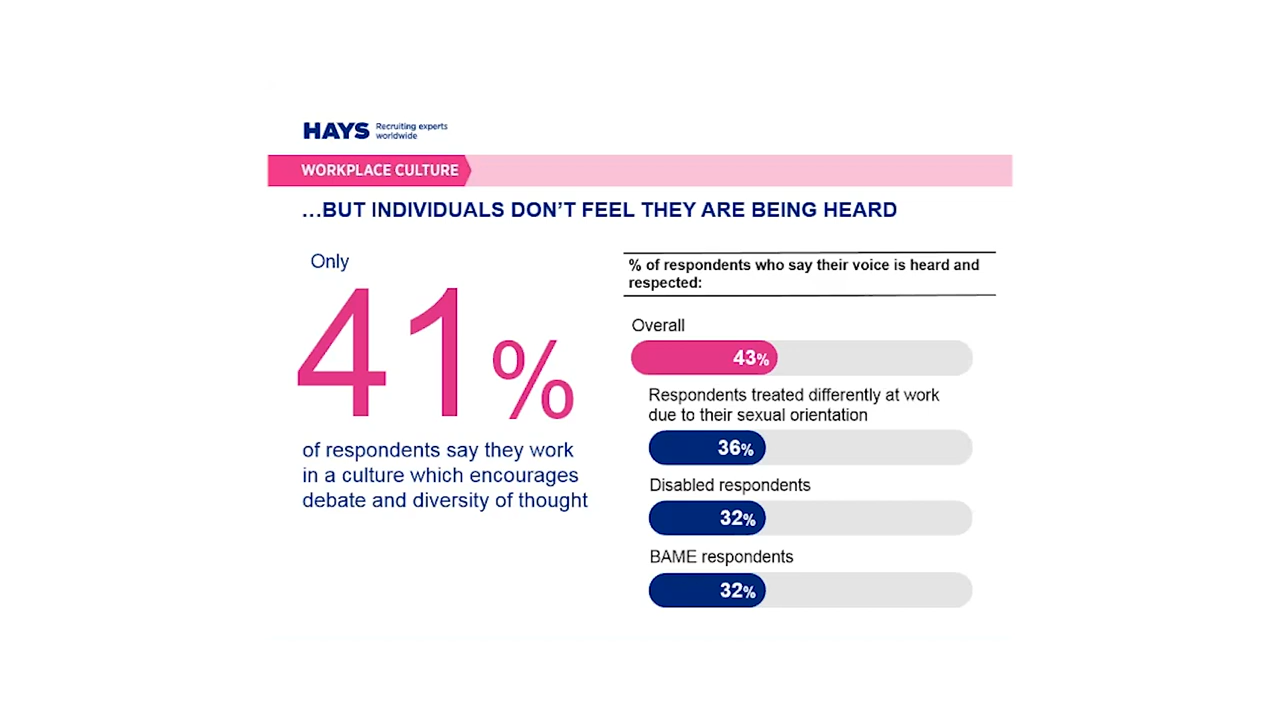 HAYS Recruiting experts
worldwide
WORKPLACE CULTURE
…BUT INDIVIDUALS DON'T FEEL THEY ARE BEING HEARD
Only
41%
of respondents say they work
in a culture which encourages
debate and diversity of thought
% of respondents who say their voice is heard and
respected:
Overall
43%
Respondents treated differently at work
due to their sexual orientation
36%
Disabled respondents
32%
BAME respondents
32%